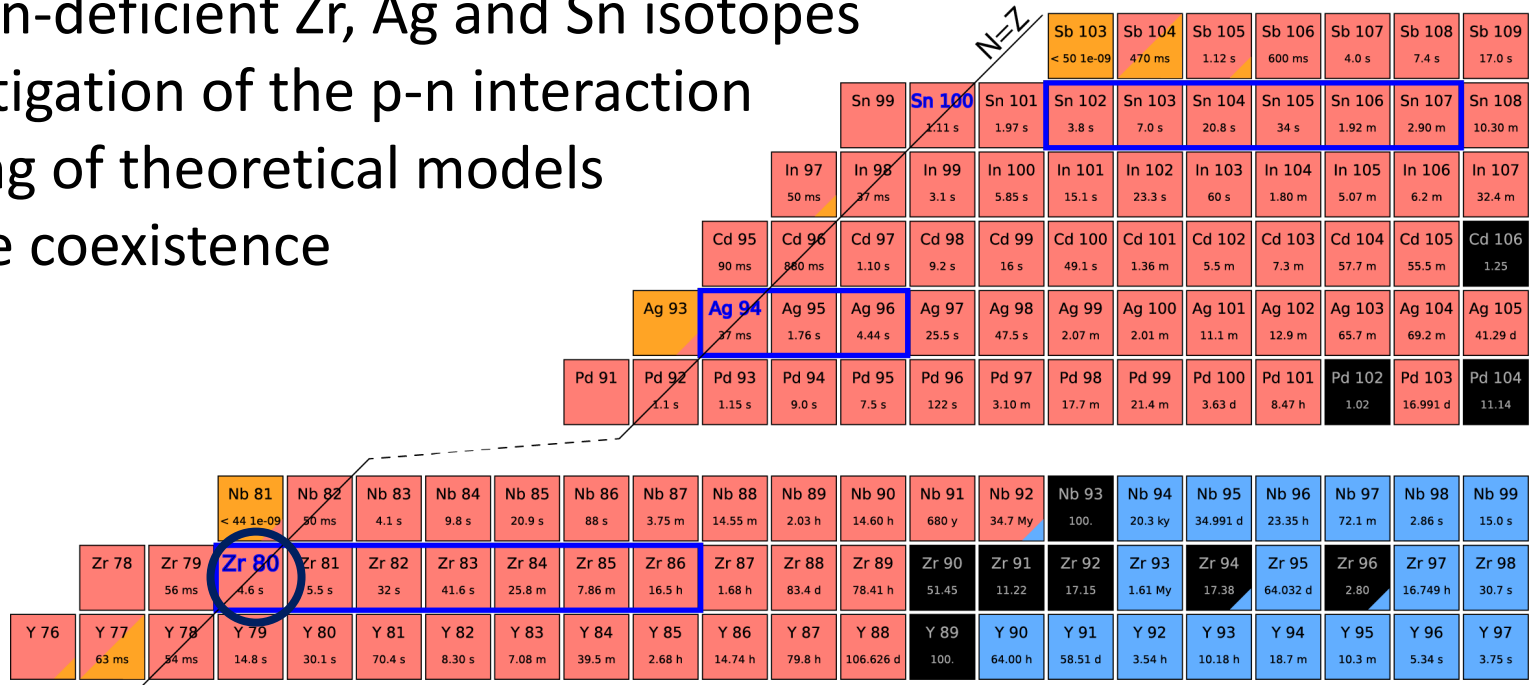 n-deficient Zr, Ag and Sn isotopes
tigation of the p-n interaction
ng of theoretical models
e coexistence
N=Z
Sb 103 Sb 104 Sb 105 Sb 106 Sb 107 Sb 108 Sb 109
< 50 1e-09 470 ms 1.12 s 600 ms 4.0 s 7.4 s 17.0 s
Sn 99 Sn 100 Sn 101 Sn 102 Sn 103 Sn 104 Sn 105 Sn 106 Sn 107 Sn 108
1.11 s 1.97 s 3.8 s 7.0 s 20.8 s 34 s 1.92 m 2.90 m 10.30 m
In 97 In 98 In 99 In 100 In 101 In 102 In 103 In 104 In 105 In 106 In 107
50 ms 37 ms 3.1 s 5.85 s 15.1 s 23.3 s 60 s 1.80 m 5.07 m 6.2 m 32.4 m
Cd 95 Cd 96 Cd 97 Cd 98 Cd 99 Cd 100 Cd 101 Cd 102 Cd 103 Cd 104 Cd 105 Cd 106
90 ms 880 ms 1.10 s 9.2 s 16 s 49.1 s 1.36 m 5.5 m 7.3 m 57.7 m 55.5 m 1.25
Ag 93 Ag 94 Ag 95 Ag 96 Ag 97 Ag 98 Ag 99 Ag 100 Ag 101 Ag 102 Ag 103 Ag 104 Ag 105
37 ms 1.76 s 4.44 s 25.5 s 47.5 s 2.07 m 2.01 m 11.1 m 12.9 m 65.7 m 69.2 m 41.29 d
Pd 91 Pd 92 Pd 93 Pd 94 Pd 95 Pd 96 Pd 97 Pd 98 Pd 99 Pd 100 Pd 101 Pd 102 Pd 103 Pd 104
1.1 s 1.15 s 9.0 s 7.5 s 122 s 3.10 m 17.7 m 21.4 m 3.63 d 8.47 h 1.02 16.991 d 11.14
Nb 81 Nb 82 Nb 83 Nb 84 Nb 85 Nb 86 Nb 87 Nb 88 Nb 89 Nb 90 Nb 91 Nb 92 Nb 93 Nb 94 Nb 95 Nb 96 Nb 97 Nb 98 Nb 99
< 44 1e-09 50 ms 4.1 s 9.8 s 20.9 s 88 s 3.75 m 14.55 m 2.03 h 14.60 h 680 y 34.7 My 100. 20.3 ky 34.991 d 23.35 h 72.1 m 2.86 s 15.0 s
Zr 78 Zr 79 Zr 80 Zr 81 Zr 82 Zr 83 Zr 84 Zr 85 Zr 86 Zr 87 Zr 88 Zr 89 Zr 90 Zr 91 Zr 92 Zr 93 Zr 94 Zr 95 Zr 96 Zr 97 Zr 98
56 ms 4.6 s 5.5 s 32 s 41.6 s 25.8 m 7.86 m 16.5 h 1.68 h 83.4 d 78.41 h 51.45 11.22 17.15 1.61 My 17.38 64.032 d 2.80 16.749 h 30.7 s
Y 76 Y 77 Y 78 Y 79 Y 80 Y 81 Y 82 Y 83 Y 84 Y 85 Y 86 Y 87 Y 88 Y 89 Y 90 Y 91 Y 92 Y 93 Y 94 Y 95 Y 96 Y 97
63 ms 54 ms 14.8 s 30.1 s 70.4 s 8.30 s 7.08 m 39.5 m 2.68 h 14.74 h 79.8 h 106.626 d 100. 64.00 h 58.51 d 3.54 h 10.18 h 18.7 m 10.3 m 5.34 s 3.75 s